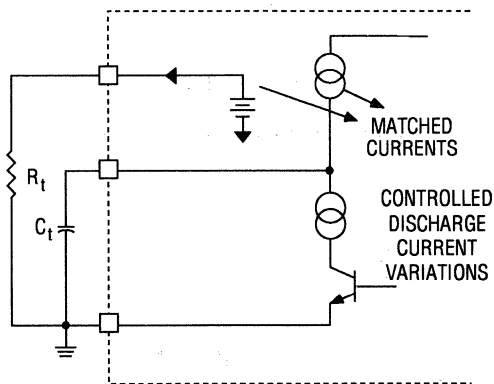 MATCHED
CURRENTS
Rt
Ct
CONTROLLED
DISCHARGE
CURRENT
VARIATIONS